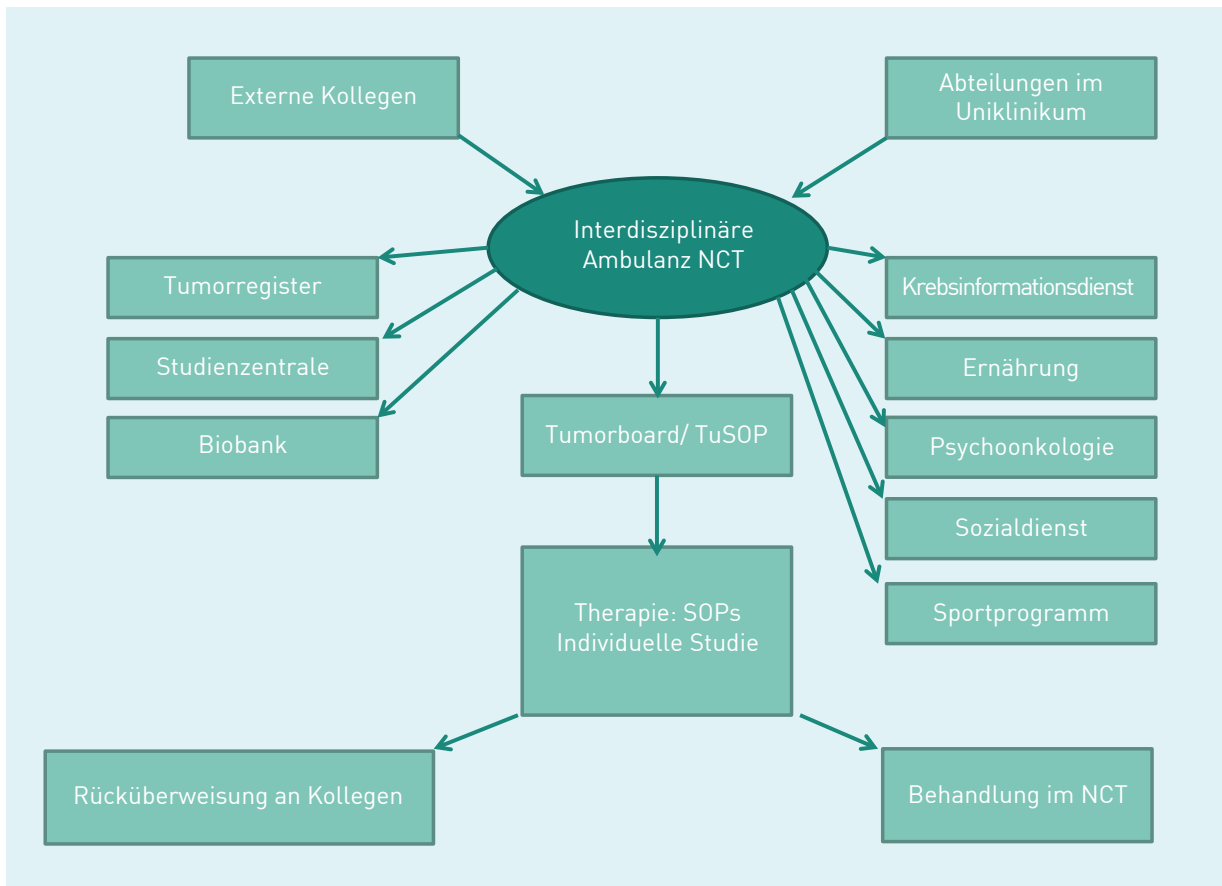 Externe Kollegen
Abteilungen im
Uniklinikum
Interdisziplinäre
Ambulanz NCT
Tumorregister
Studienzentrale
Biobank
Krebsinformationsdienst
Ernährung
Psychoonkologie
Sozialdienst
Sportprogramm
Tumorboard/ TuSOP
Therapie: SOPs
Individuelle Studie
Rücküberweisung an Kollegen
Behandlung im NCT